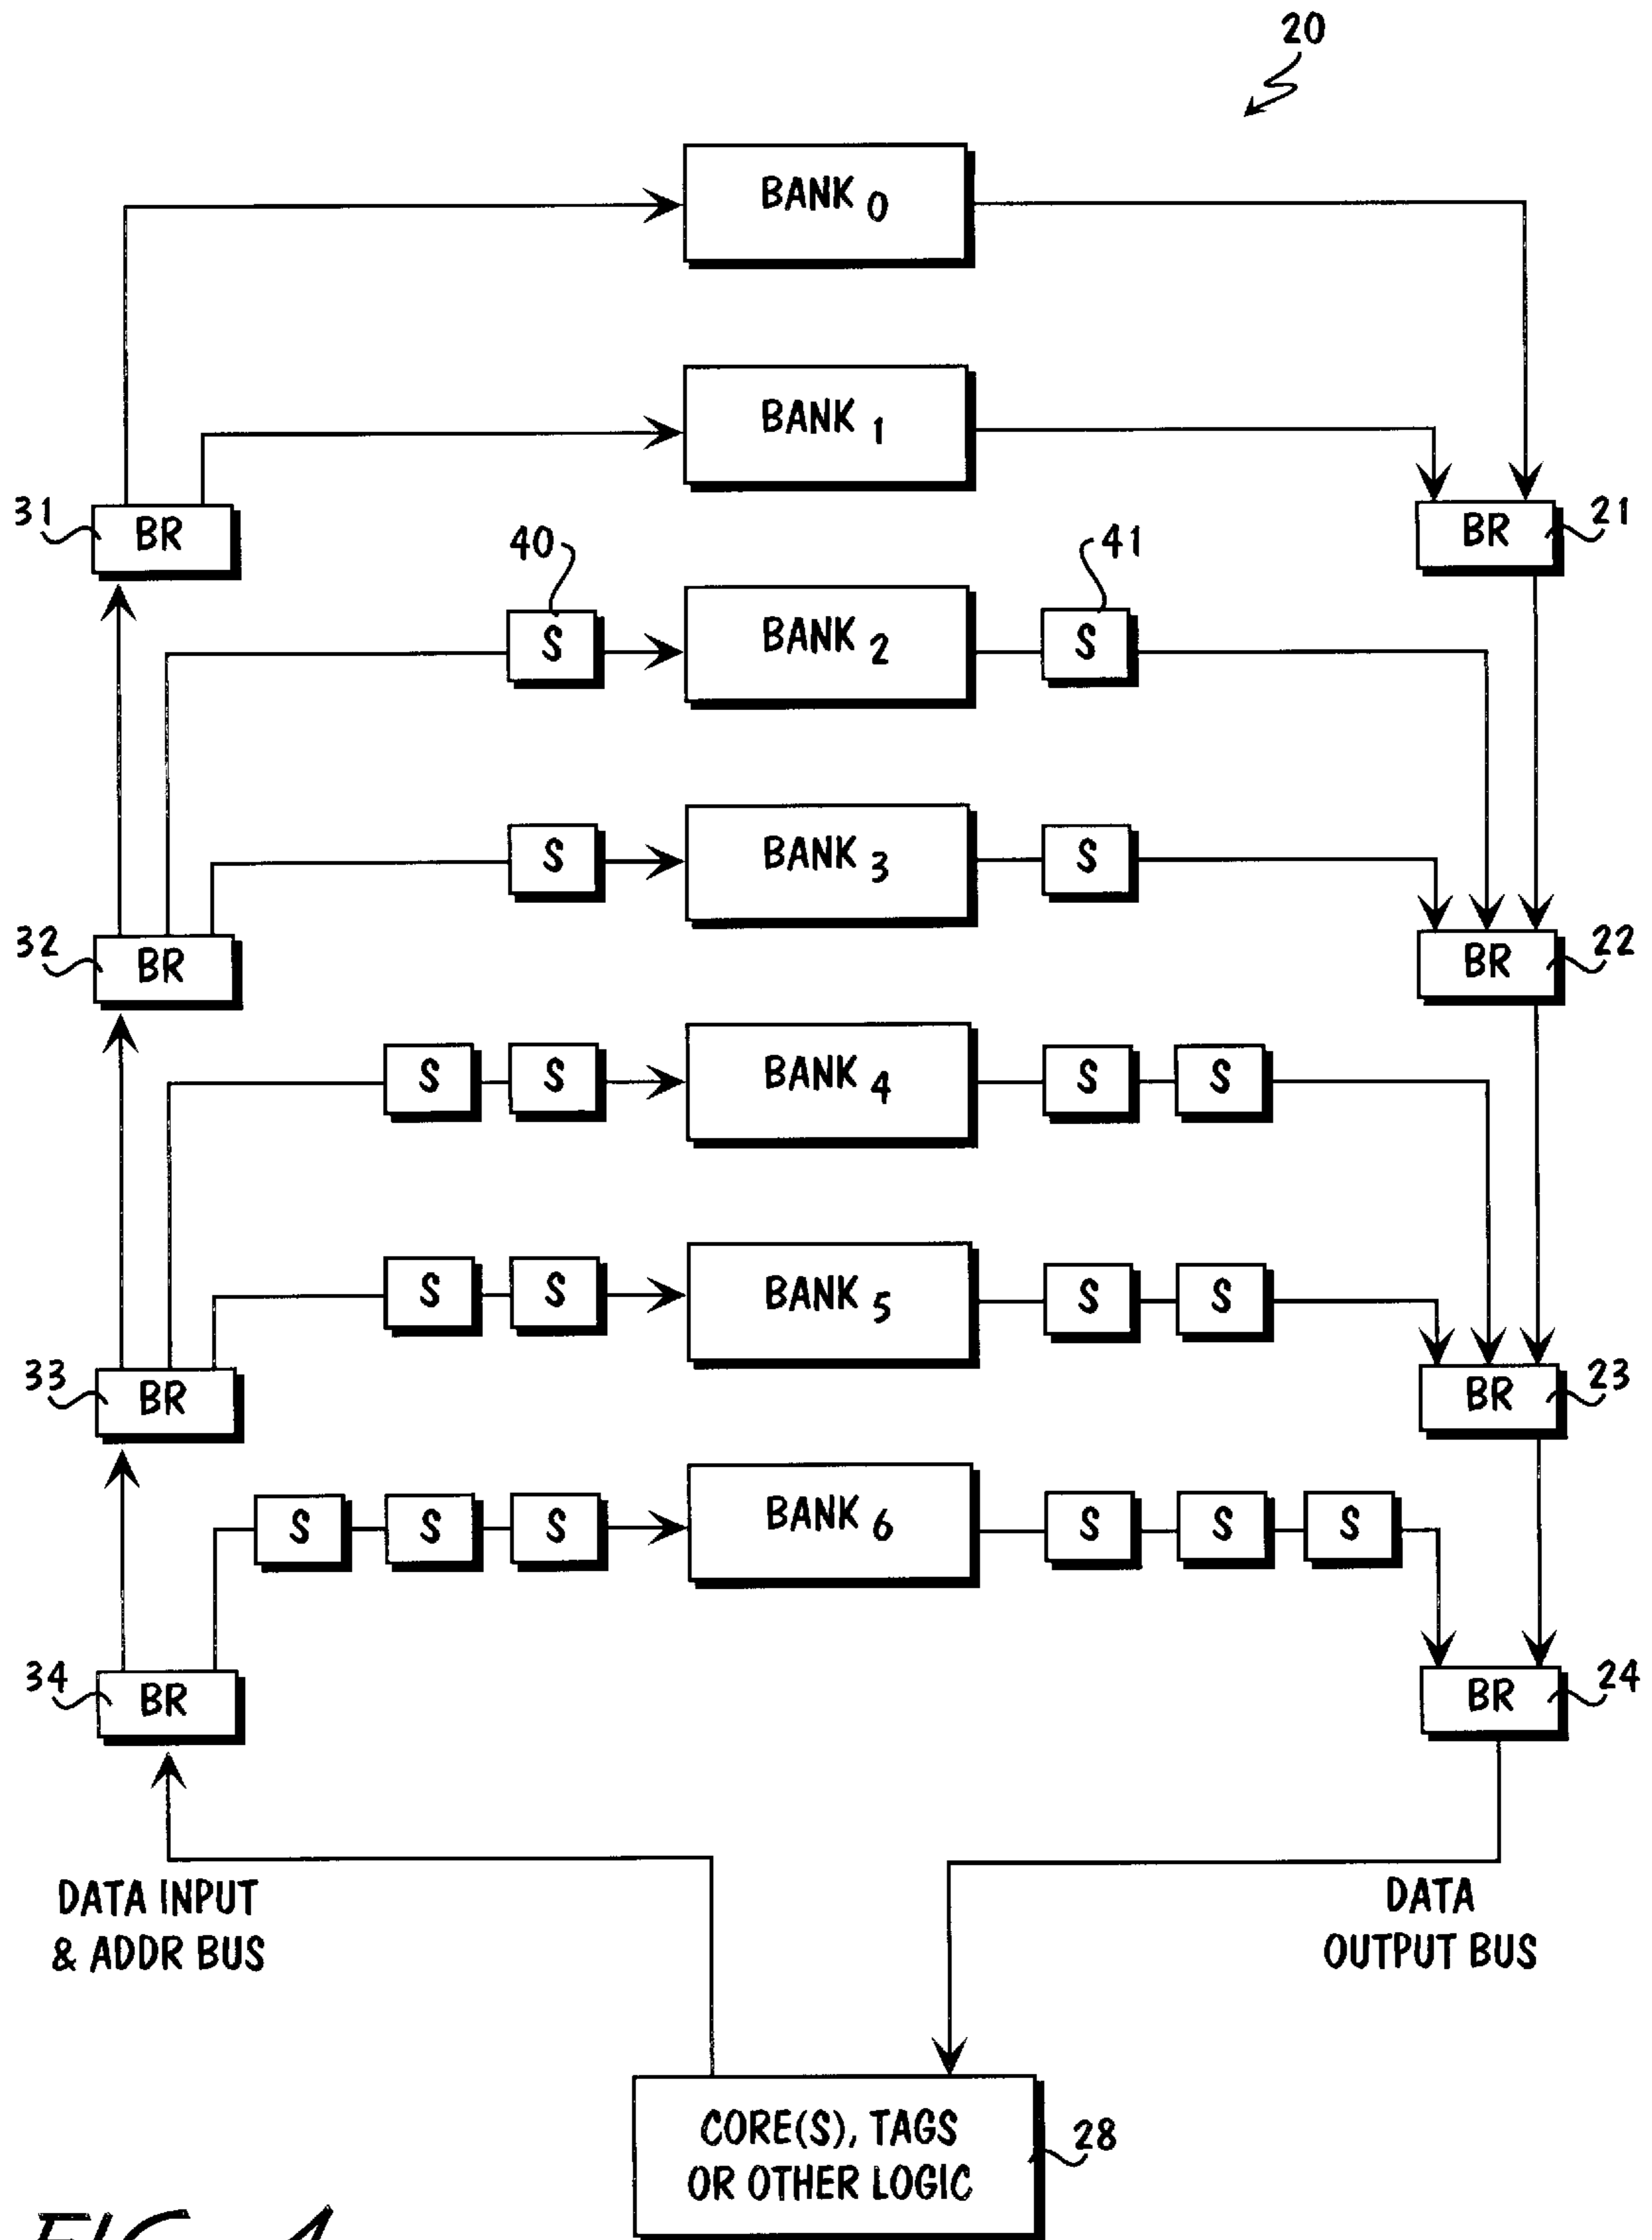 20
BANK 0
BANK 1
31
BR
BR
21
40
41
S
BANK 2
S
S
BANK 3
S
32
BR
BR
22
S
S
BANK 4
S
S
S
S
BANK 5
S
S
33
BR
BR
23
S
S
S
BANK 6
S
S
S
34
BR
BR
24
DATA INPUT
& ADDR BUS
DATA
OUTPUT BUS
CORE(S), TAGS
OR OTHER LOGIC
28